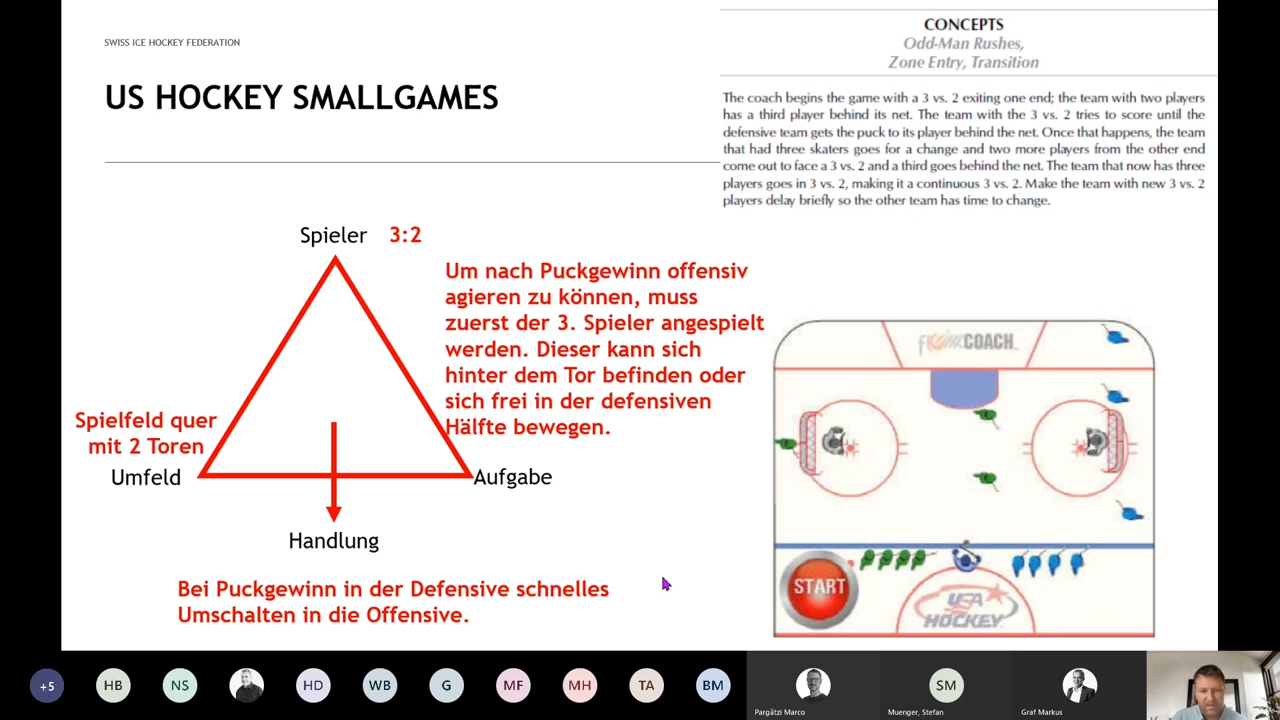 SWISS ICE HOCKEY FEDERATION
US HOCKEY SMALLGAMES
CONCEPTS
Odd-Man Rushes,
Zone Entry, Transition
The coach begins the game with a 3 vs. 2 exiting one end; the team with two players
has a third player behind its net. The team with the 3 vs. 2 tries to score until the
defensive team gets the puck to its player behind the net. Once that happens, the team
that had three skaters goes for a change and two more players from the other end
come out to face a 3 vs. 2 and a third goes behind the net. The team that now has three
players goes in 3 vs. 2, making it a continuous 3 vs. 2. Make the team with new 3 vs. 2
players delay briefly so the other team has time to change.
Spieler 3:2
Um nach Puckgewinn offensiv
agieren zu können, muss
zuerst der 3. Spieler angespielt
werden. Dieser kann sich
hinter dem Tor befinden oder
sich frei in der defensiven
Hälfte bewegen.
Spielfeld quer
mit 2 Toren
Umfeld
Aufgabe
Handlung
Bei Puckgewinn in der Defensive schnelles
Umschalten in die Offensive.
COACH
START
USA
HOCKEY
+5
HB
NS
HD
WB
G
MF
MH
TA
BM
SM
Pargätzi Marco
Muenger, Stefan
Graf Markus